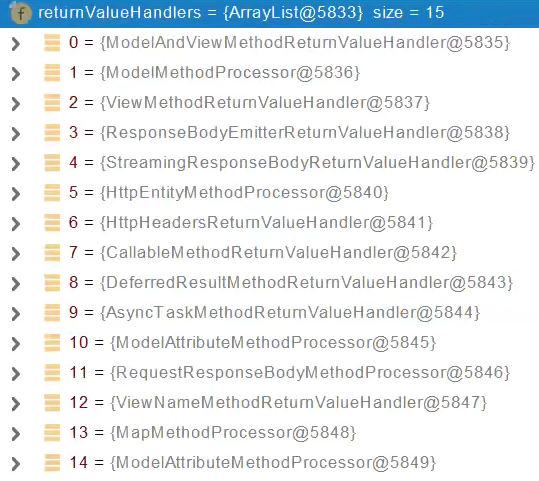 f returnValueHandlers = {ArrayList@5833} size = 15
0 = {ModelAndViewMethodReturnValueHandler@5835}
1 = {ModelMethodProcessor@5836}
2 = {ViewMethodReturnValueHandler@5837}
3 = {ResponseBodyEmitterReturnValueHandler@5838}
4 = {StreamingResponseBodyReturnValueHandler@5839}
5 = {HttpEntityMethodProcessor@5840}
6 = {HttpHeadersReturnValueHandler@5841}
7 = {CallableMethodReturnValueHandler@5842}
8 = {DeferredResultMethodReturnValueHandler@5843}
9 = {AsyncTaskMethodReturnValueHandler@5844}
10 = {ModelAttributeMethodProcessor@5845}
11 = {RequestResponseBodyMethodProcessor@5846}
12 = {ViewNameMethodReturnValueHandler@5847}
13 = {MapMethodProcessor@5848}
14 = {ModelAttributeMethodProcessor@5849}